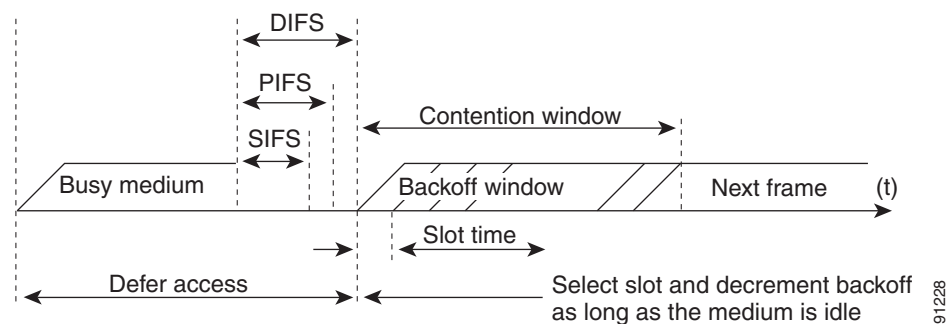 DIFS
PIFS
Contention window
SIFS
Busy medium
Backoff window
Next frame
(t)
Slot time
Defer access
Select slot and decrement backoff
as long as the medium is idle
91228